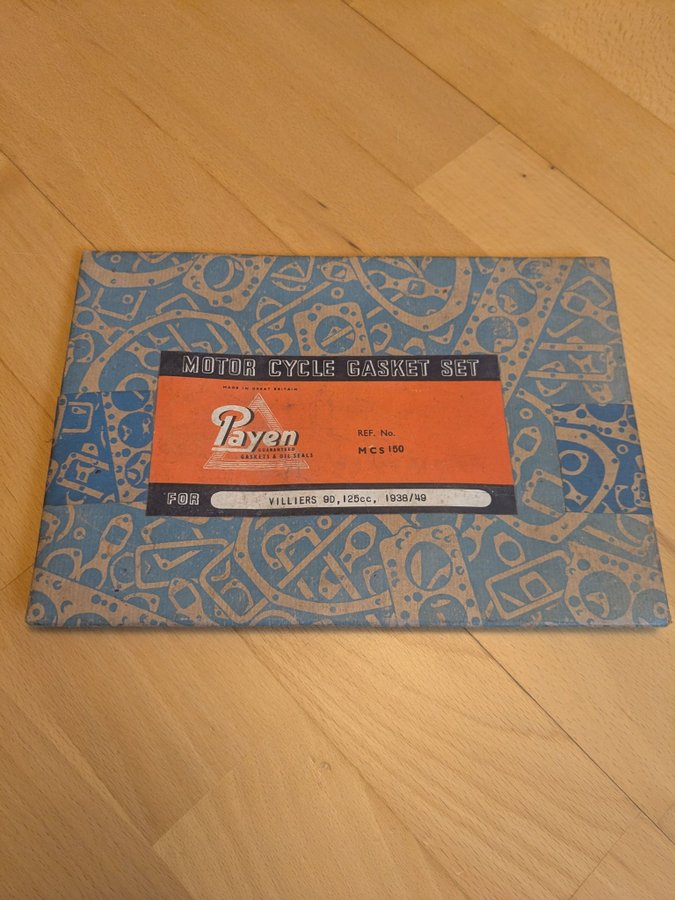 MOTOR CYCLE GASKET SET
MADE IN GREAT BRITAIN
Payen
GUARANTEED
GASKETS & OIL SEALS
REF. No.
MCS 150
FOR
VILLIERS 9D,125cc, 1938/49